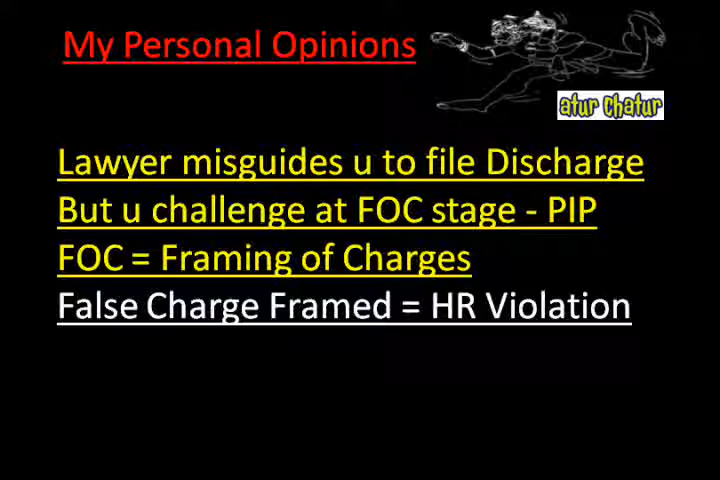 My Personal Opinions
atur chatur
Lawyer misguides u to file Discharge
But u challenge at FOC stage - PIP
FOC = Framing of Charges
False Charge Framed = HR Violation